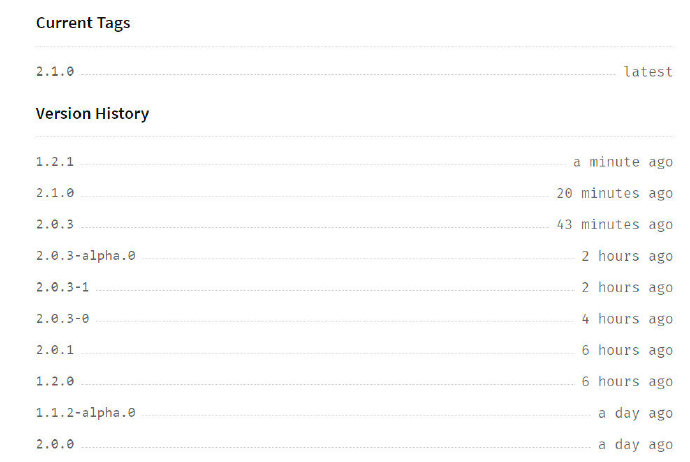 Current Tags
2.1.0 latest
Version History
1.2.1 a minute ago
2.1.0 20 minutes ago
2.0.3 43 minutes ago
2.0.3-alpha.0 2 hours ago
2.0.3-1 2 hours ago
2.0.3-0 4 hours ago
2.0.1 6 hours ago
1.2.0 6 hours ago
1.1.2-alpha.0 a day ago
2.0.0 a day ago